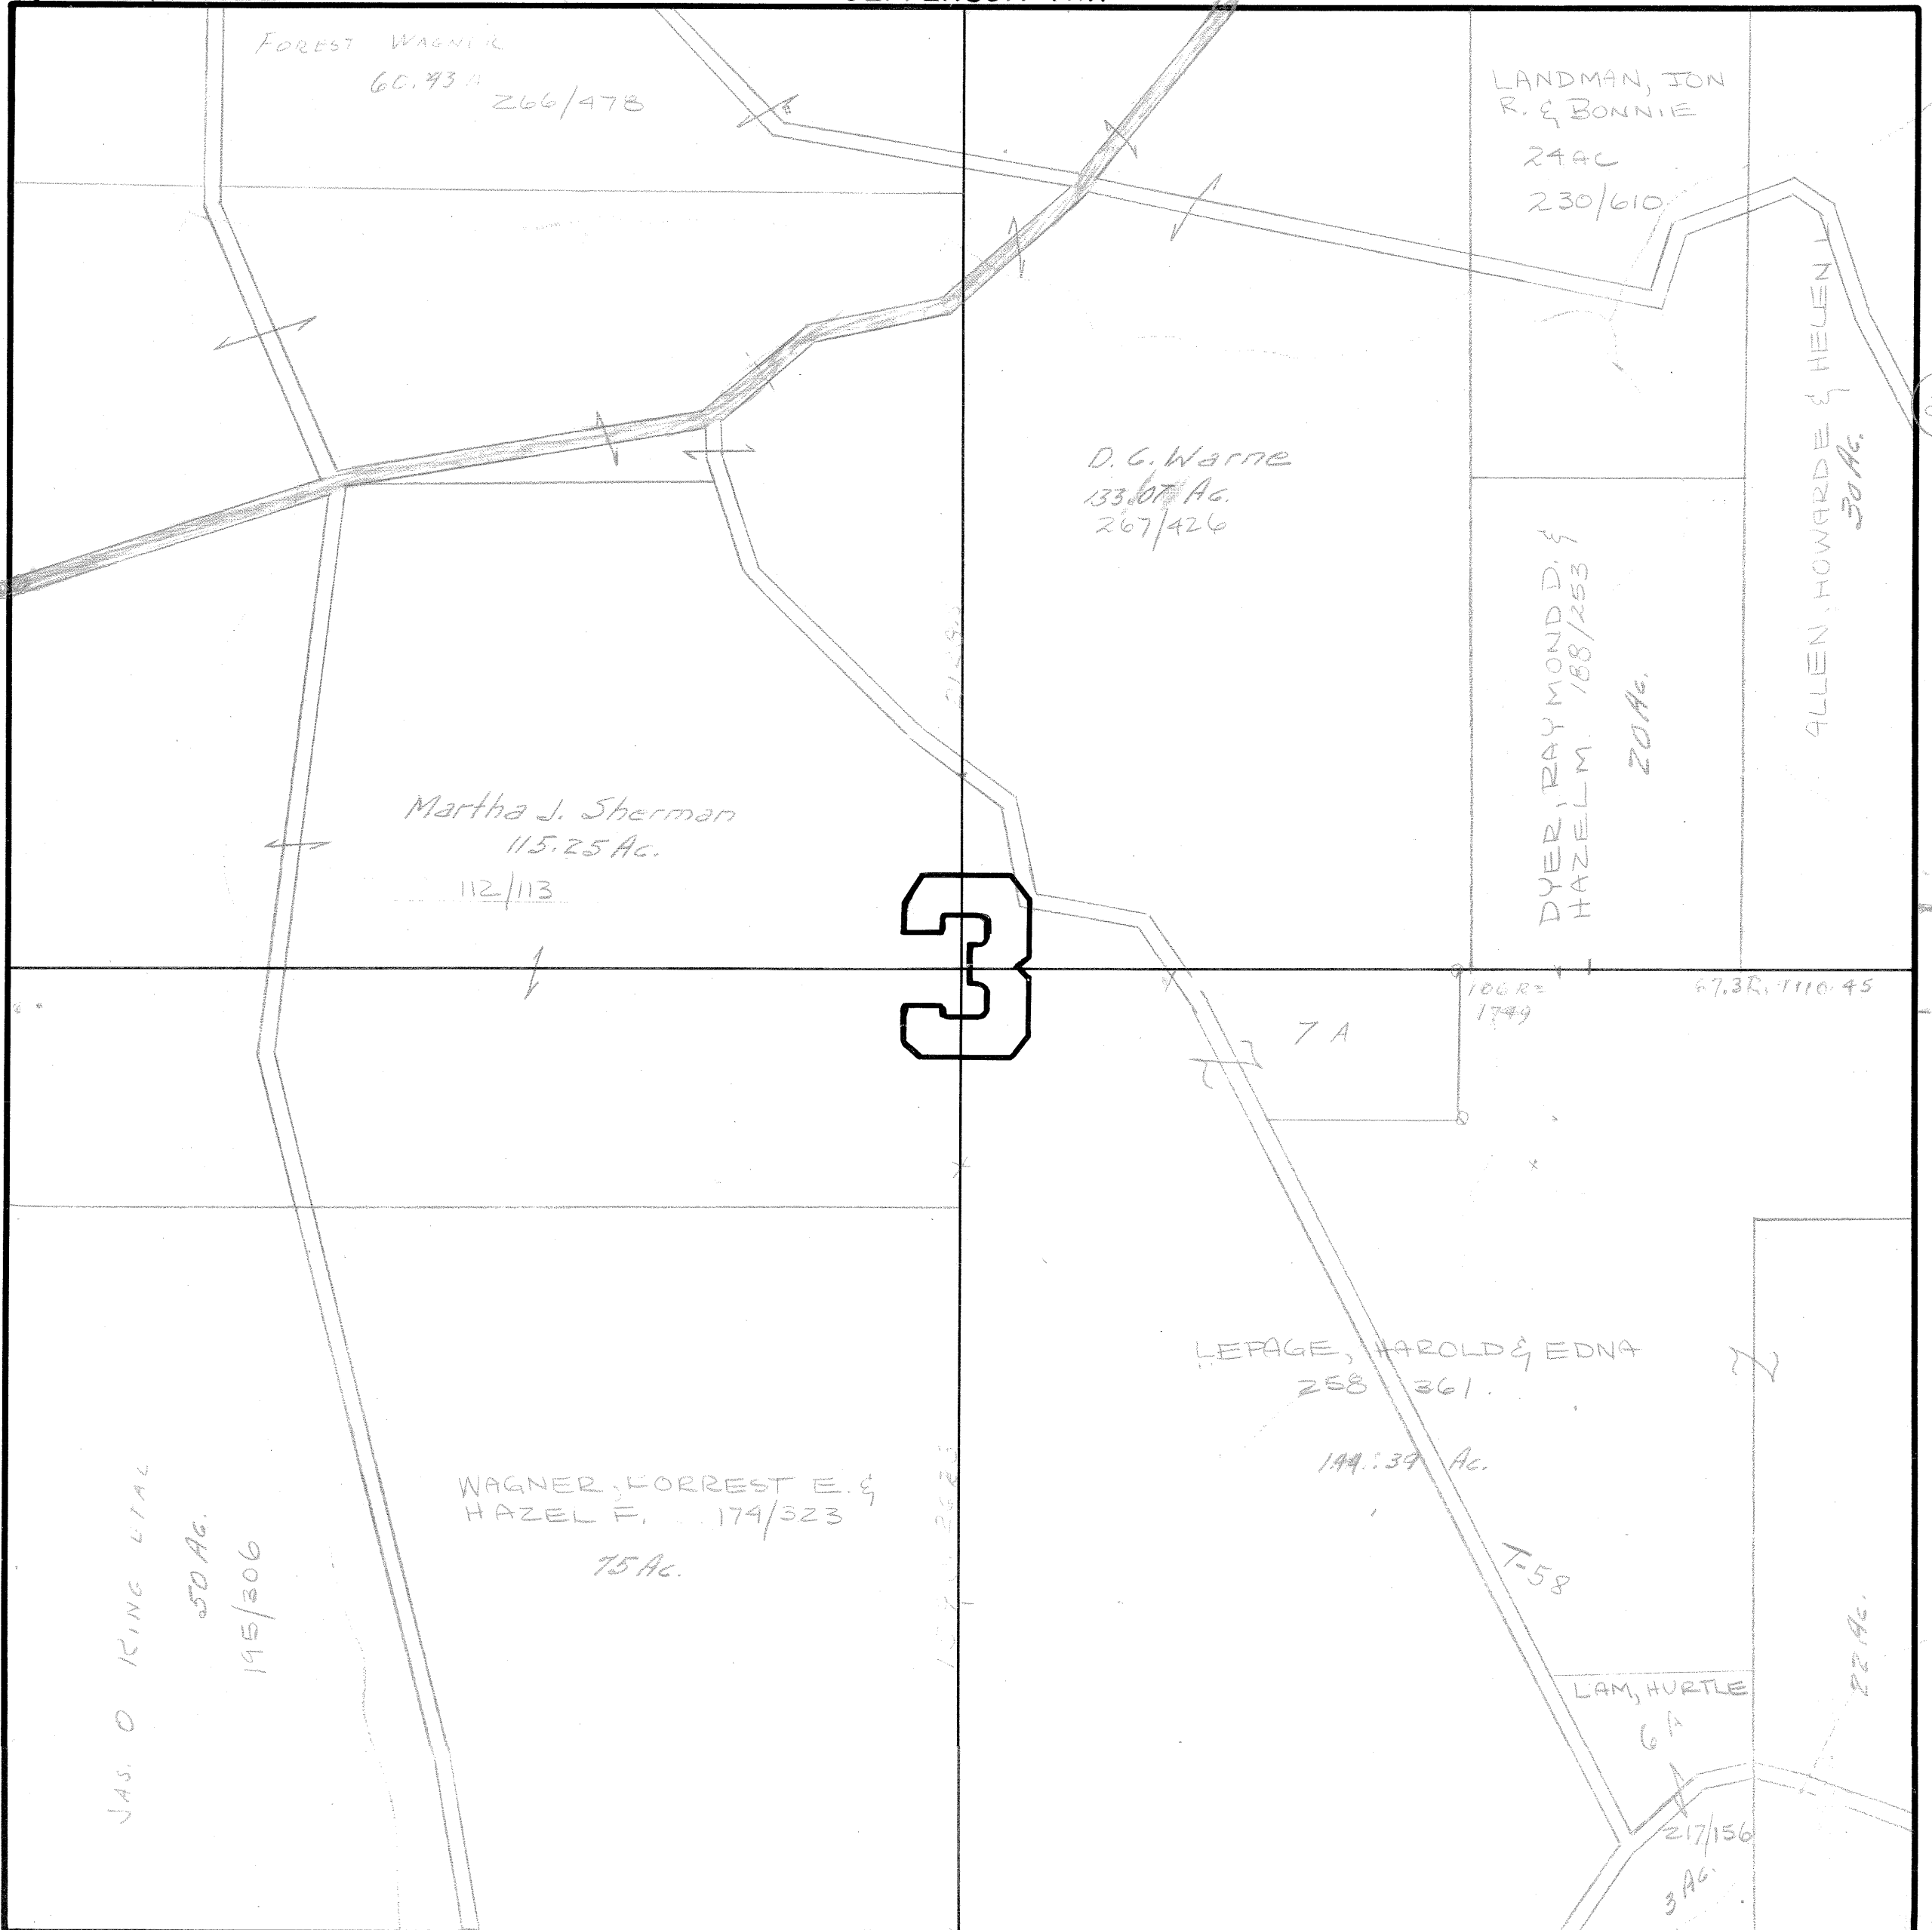 FOREST WAGNER
266/478
LANDMAN, JON
R. & BONNIE
24 AC
230/610
ALLEN, HOWARDE & HELEN L
30 Ac.
D. G. Warne
133.07 Ac.
267/426
DYER, RAYMOND D. &
HAZEL M. 188/253
20 Ac.
Martha J. Sherman
115.25 Ac.
112/113
3
106 R=
1749
7 A
LEPAGE, HAROLD & EDNA
258 361
Ac.
WAGNER, FORREST E. &
HAZEL F. 174/323
75 Ac.
JAS. O KING
50 Ac.
195/306
T-58
LAM, HURTLE
6 A
22 Ac.
217/156
3 Ac.